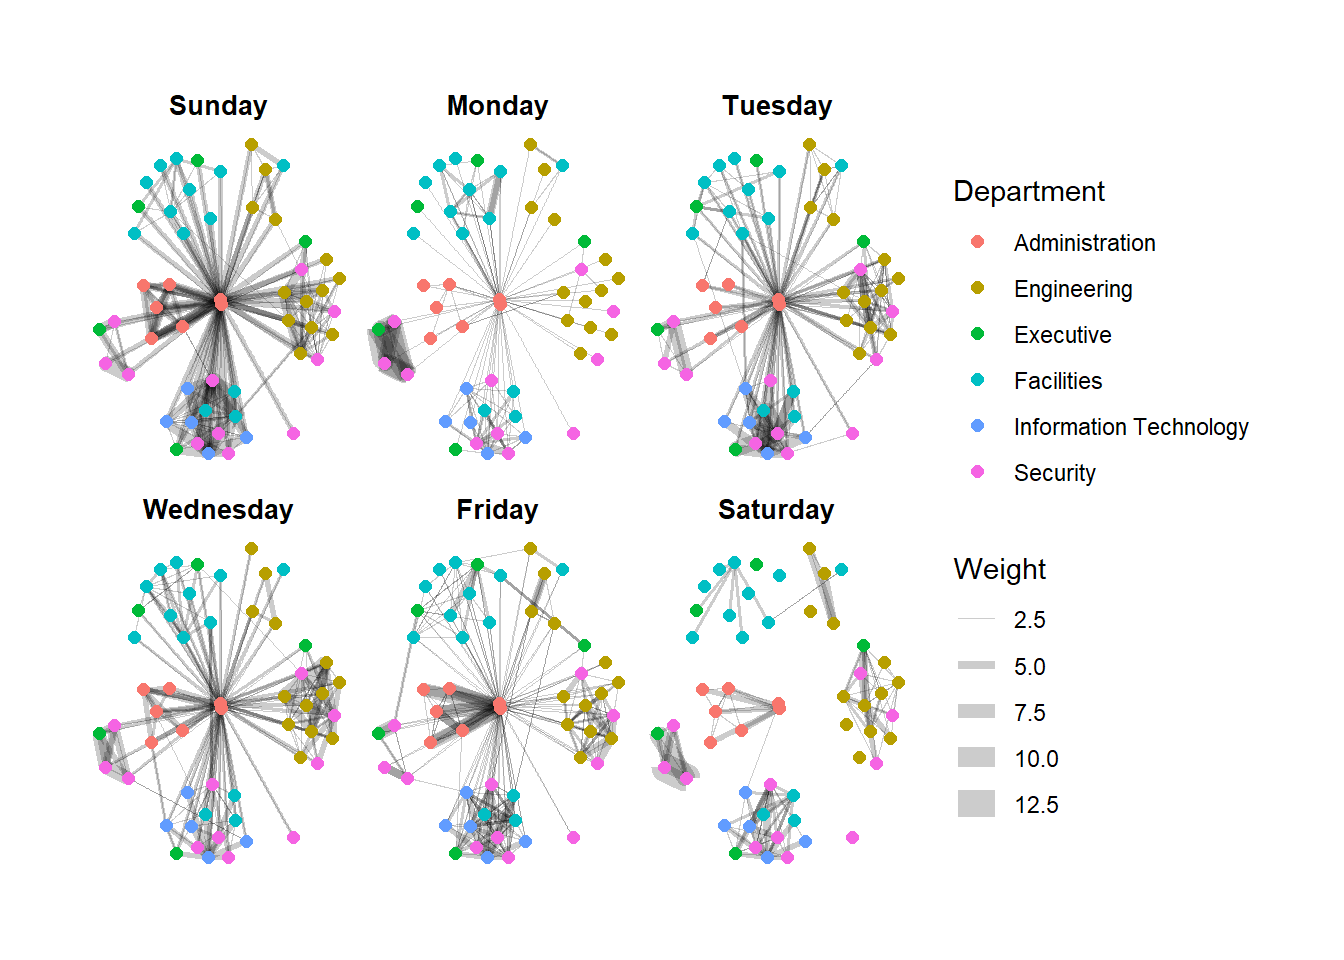 Sunday
Monday
Tuesday
Wednesday
Friday
Saturday
Department
Administration
Engineering
Executive
Facilities
Information Technology
Security
Weight
2.5
5.0
7.5
10.0
12.5